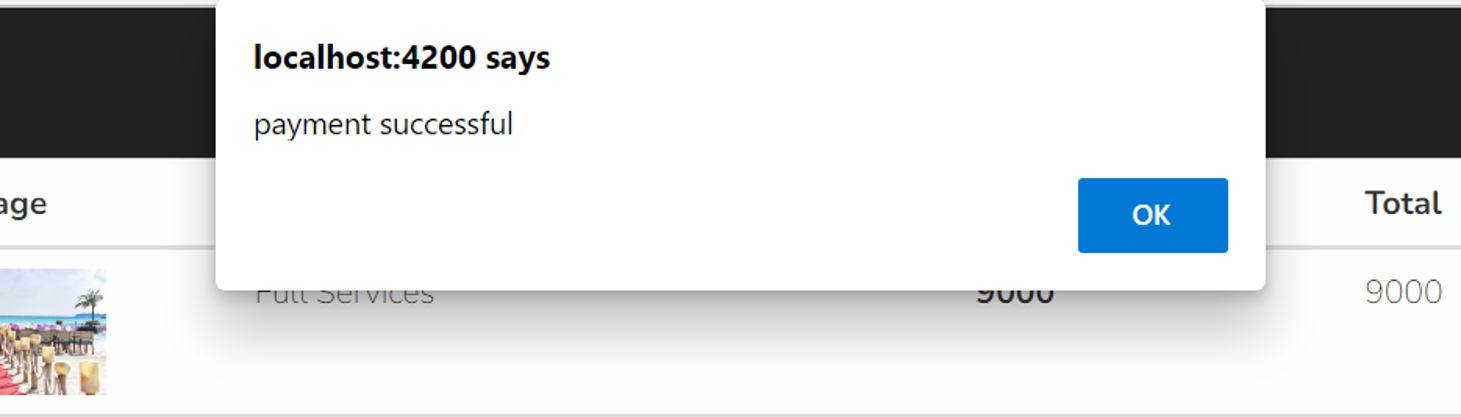 localhost:4200 says
payment successful
OK
age Total
Full Services 9000 9000